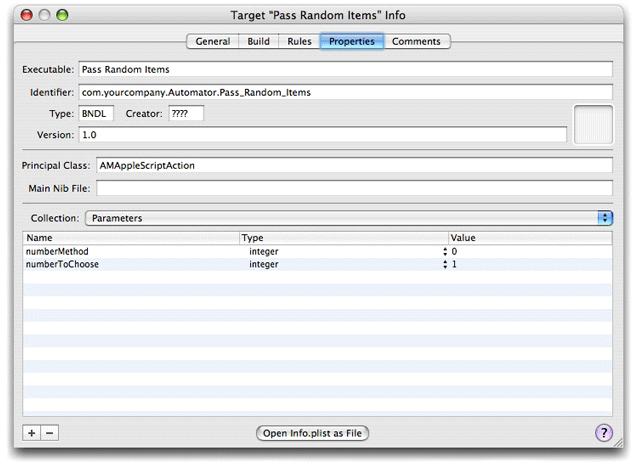 Target “Pass Random Items” Info
General Build Rules Properties Comments
Executable: Pass Random Items
Identifier: com.yourcompany.Automator.Pass_Random_Items
Type: BNDL Creator: ????
Version: 1.0
Principal Class: AMAppleScriptAction
Main Nib File:
Collection: Parameters
Name Type Value
numberMethod integer 0
numberToChoose integer 1
+ − Open Info.plist as File ?